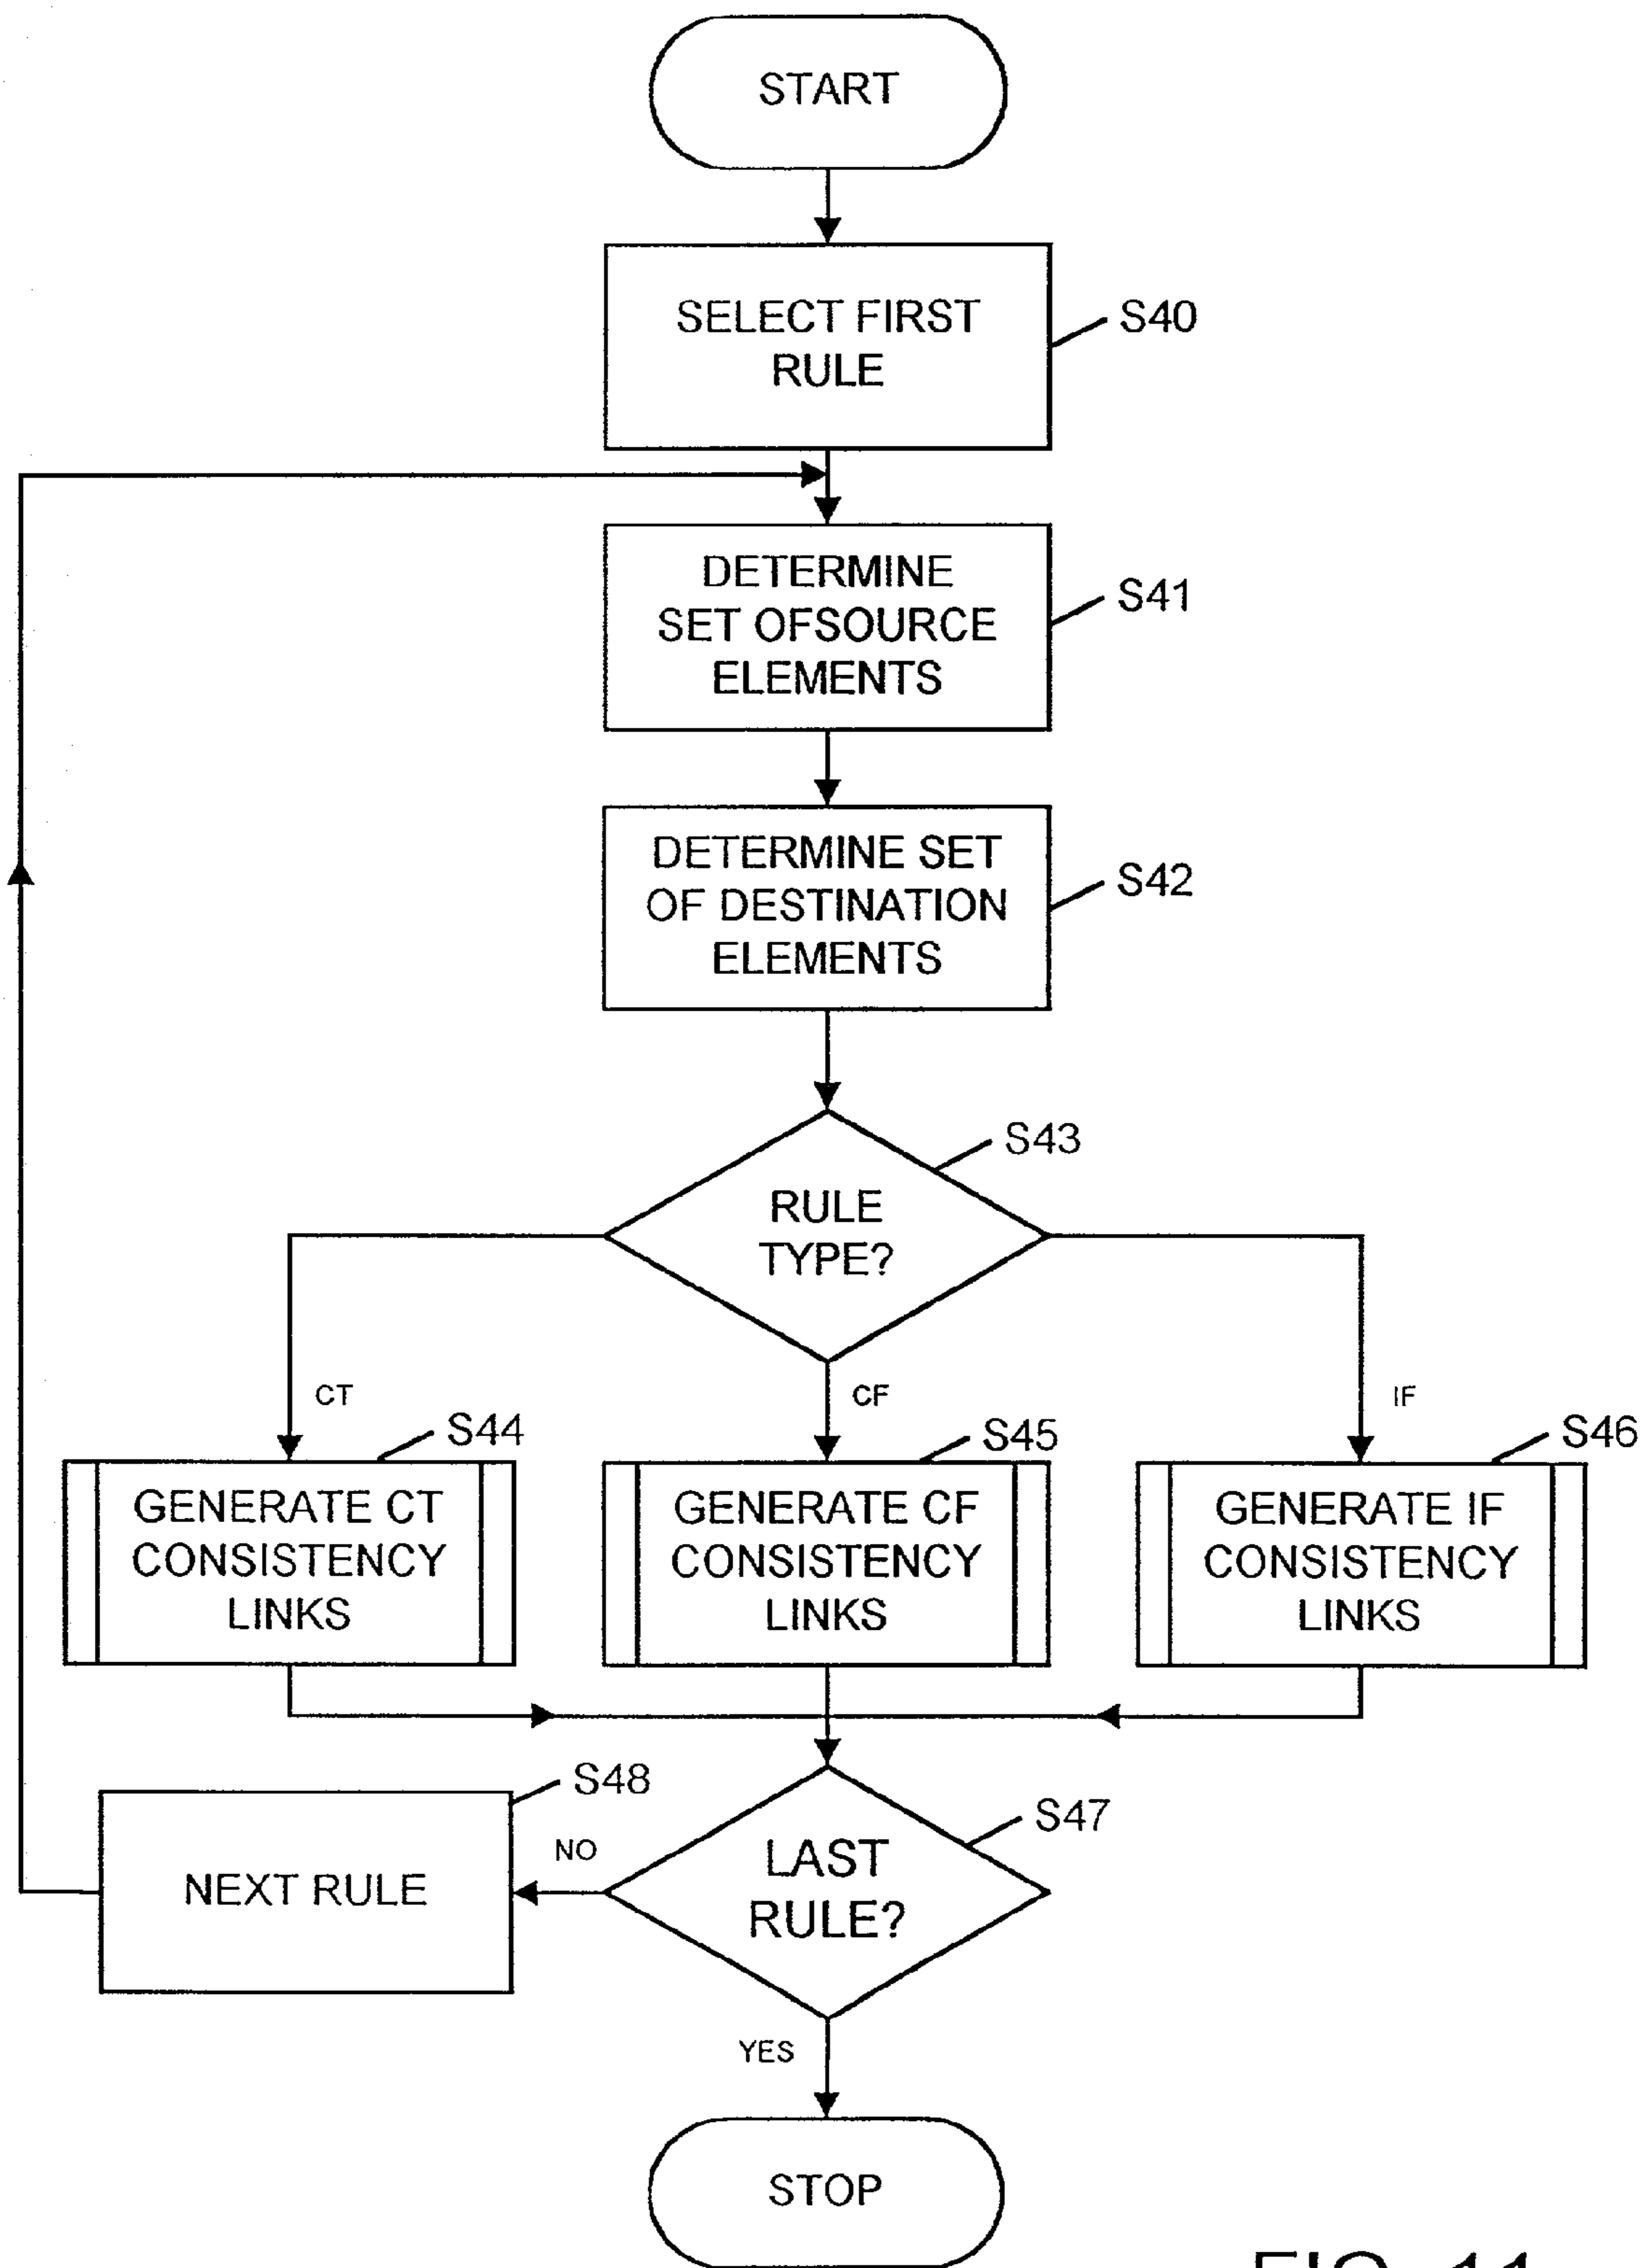 START
SELECT FIRST
RULE
S40
DETERMINE
SET OFSOURCE
ELEMENTS
S41
DETERMINE SET
OF DESTINATION
ELEMENTS
S42
S43
RULE
TYPE?
CT
CF
IF
S44
GENERATE CT
CONSISTENCY
LINKS
S45
GENERATE CF
CONSISTENCY
LINKS
S46
GENERATE IF
CONSISTENCY
LINKS
S48
NEXT RULE
NO
S47
LAST
RULE?
YES
STOP
FIG. 11